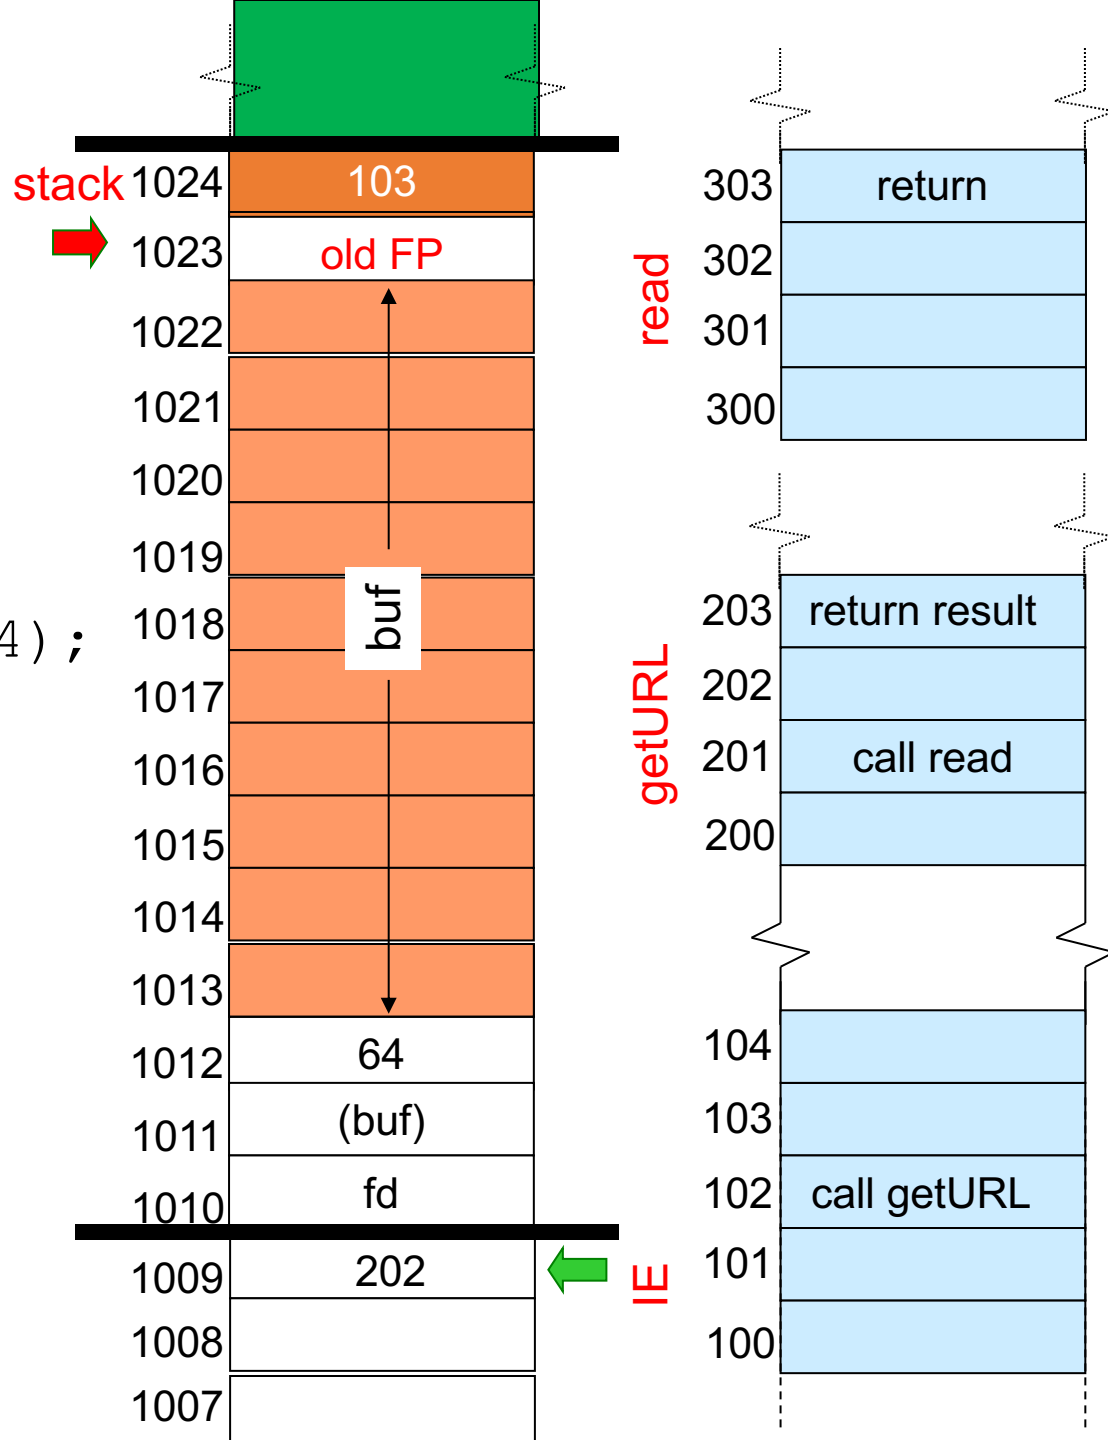 stack
1024 103
1023 old FP
1022
1021
1020
1019
1018
1017
1016
1015
1014
1013
buf
1012 64
1011 (buf)
1010 fd
1009 202
1008
1007
4);
read
303 return
302
301
300
getURL
203 return result
202
201 call read
200
IE
104
103
102 call getURL
101
100